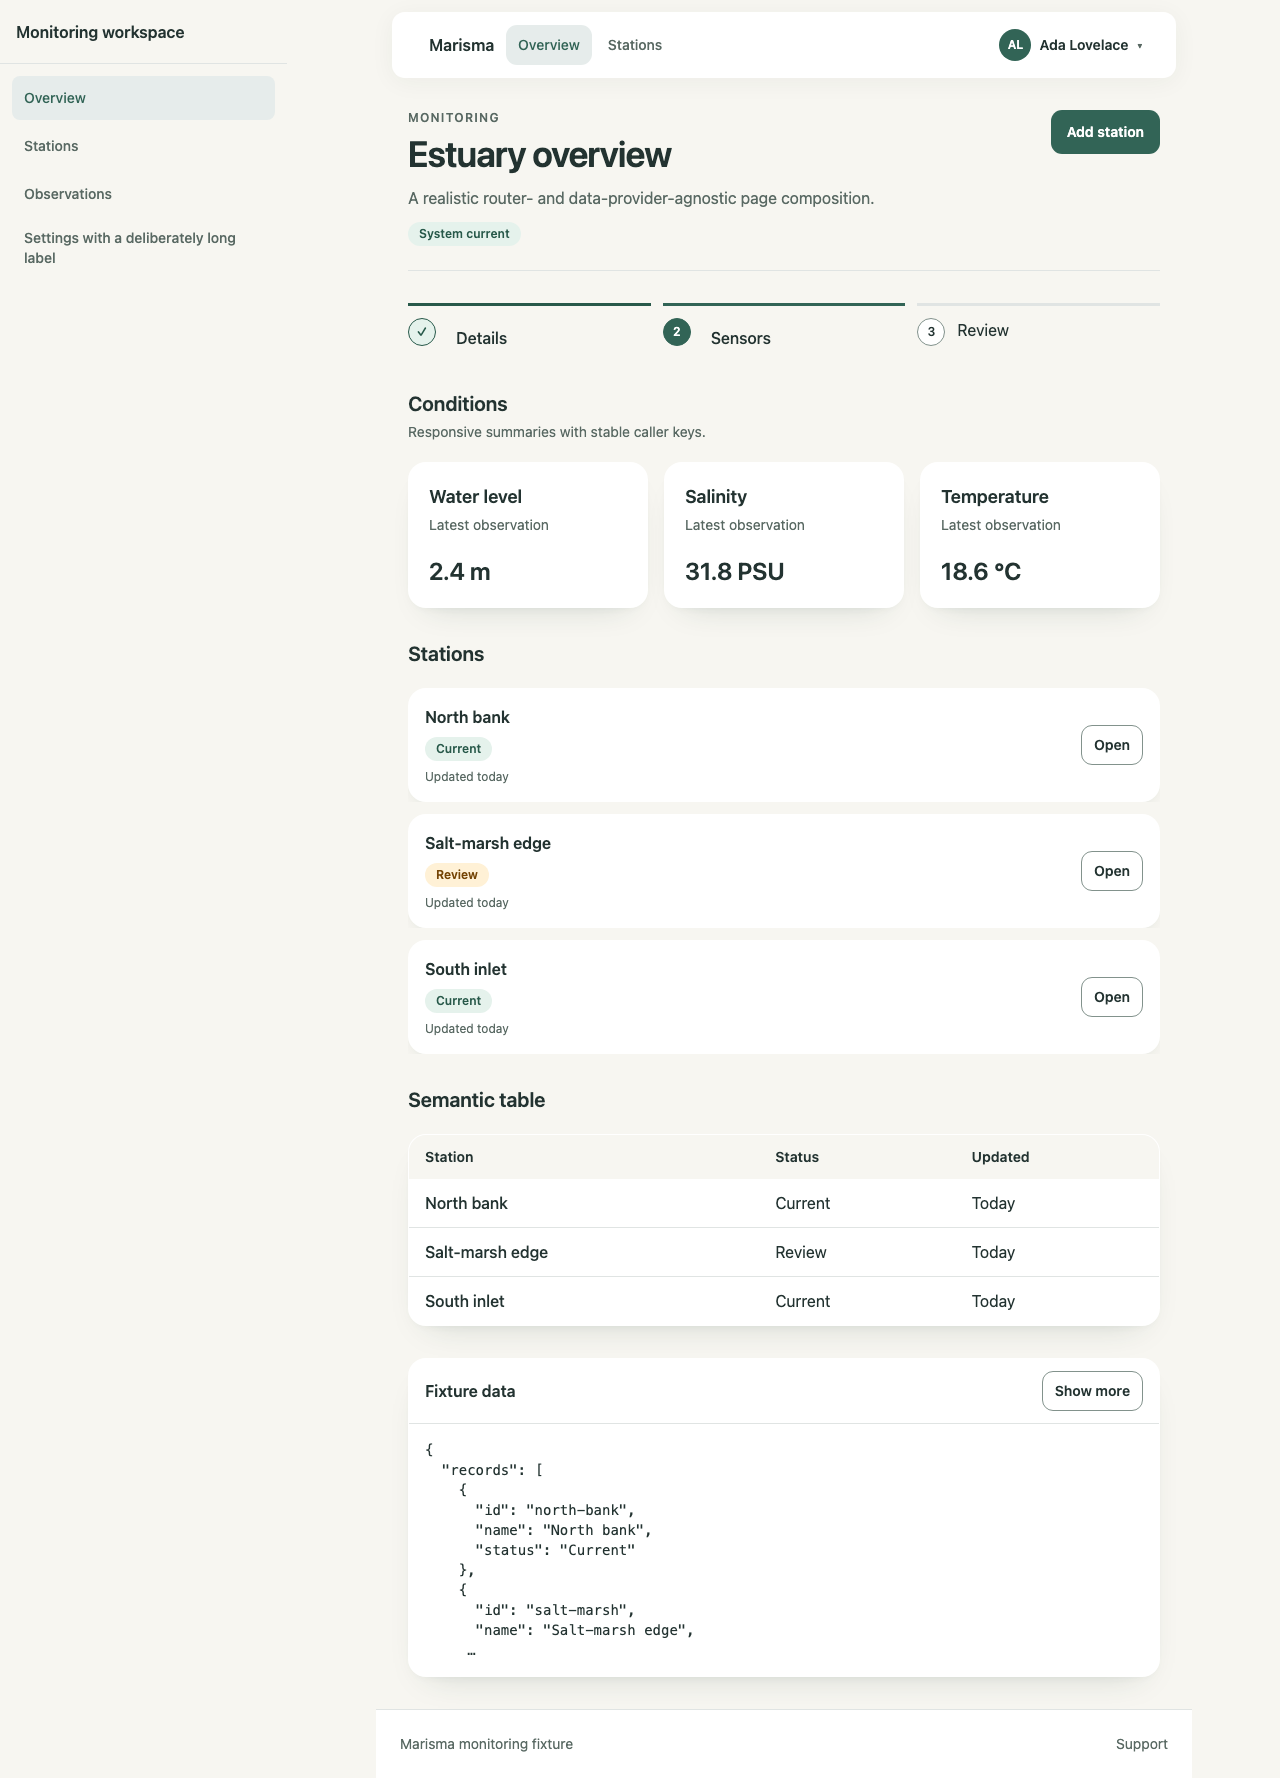 Monitoring workspace
Overview
Stations
Observations
Settings with a deliberately long
label
Marisma
Overview
Stations
AL
Ada Lovelace
MONITORING
Estuary overview
A realistic router- and data-provider-agnostic page composition.
System current
Add station
✓ Details
2 Sensors
3 Review
Conditions
Responsive summaries with stable caller keys.
Water level
Latest observation
2.4 m
Salinity
Latest observation
31.8 PSU
Temperature
Latest observation
18.6 °C
Stations
North bank
Current
Updated today
Open
Salt-marsh edge
Review
Updated today
Open
South inlet
Current
Updated today
Open
Semantic table
Station Status Updated
North bank Current Today
Salt-marsh edge Review Today
South inlet Current Today
Fixture data
Show more
{
  "records": [
    {
      "id": "north-bank",
      "name": "North bank",
      "status": "Current"
    },
    {
      "id": "salt-marsh",
      "name": "Salt-marsh edge",
     …
Marisma monitoring fixture
Support